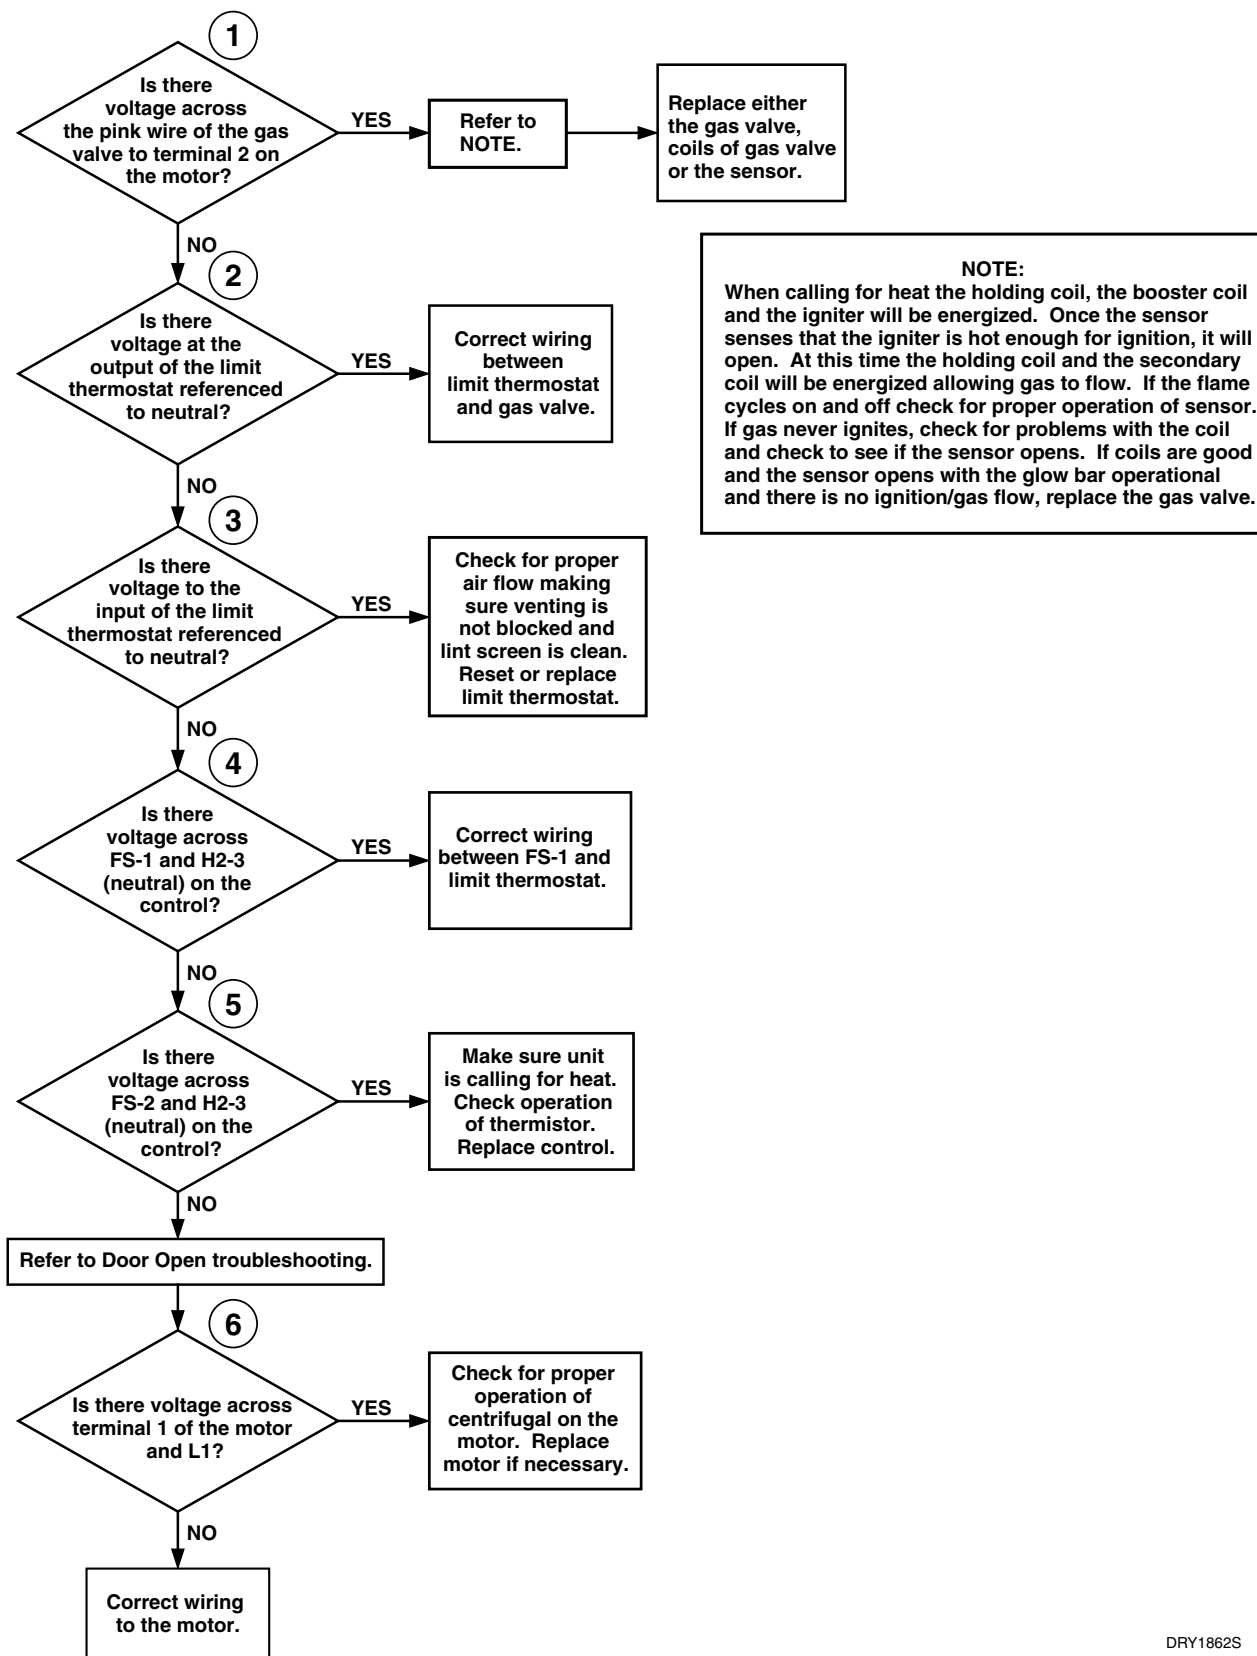 1
Is there
voltage across
the pink wire of the gas
valve to terminal 2 on
the motor?
YES
Refer to
NOTE.
Replace either
the gas valve,
coils of gas valve
or the sensor.
NO
NOTE:
When calling for heat the holding coil, the booster coil
and the igniter will be energized. Once the sensor
senses that the igniter is hot enough for ignition, it will
open. At this time the holding coil and the secondary
coil will be energized allowing gas to flow. If the flame
cycles on and off check for proper operation of sensor.
If gas never ignites, check for problems with the coil
and check to see if the sensor opens. If coils are good
and the sensor opens with the glow bar operational
and there is no ignition/gas flow, replace the gas valve.
2
Is there
voltage at the
output of the limit
thermostat referenced
to neutral?
YES
Correct wiring
between
limit thermostat
and gas valve.
NO
3
Is there
voltage to the
input of the limit
thermostat referenced
to neutral?
YES
Check for proper
air flow making
sure venting is
not blocked and
lint screen is clean.
Reset or replace
limit thermostat.
NO
4
Is there
voltage across
FS-1 and H2-3
(neutral) on the
control?
YES
Correct wiring
between FS-1 and
limit thermostat.
NO
5
Is there
voltage across
FS-2 and H2-3
(neutral) on the
control?
YES
Make sure unit
is calling for heat.
Check operation
of thermistor.
Replace control.
NO
Refer to Door Open troubleshooting.
6
Is there voltage across
terminal 1 of the motor
and L1?
YES
Check for proper
operation of
centrifugal on the
motor. Replace
motor if necessary.
NO
Correct wiring
to the motor.
DRY1862S